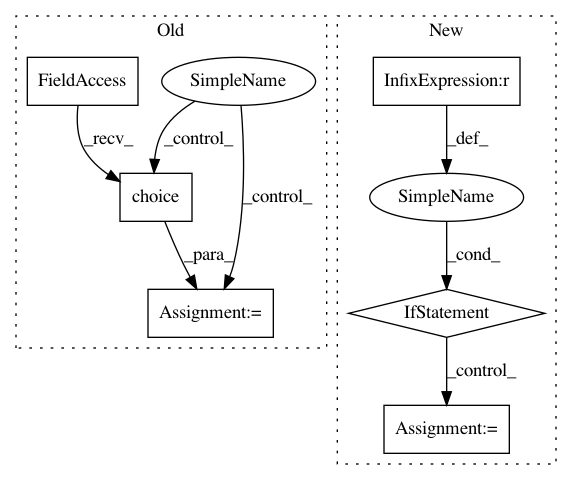 Old
New
FieldAccess
SimpleName
InfixExpression:r
_recv_
_control_
_def_
choice
_control_
SimpleName
_para_
_cond_
Assignment:=
IfStatement
_control_
Assignment:=